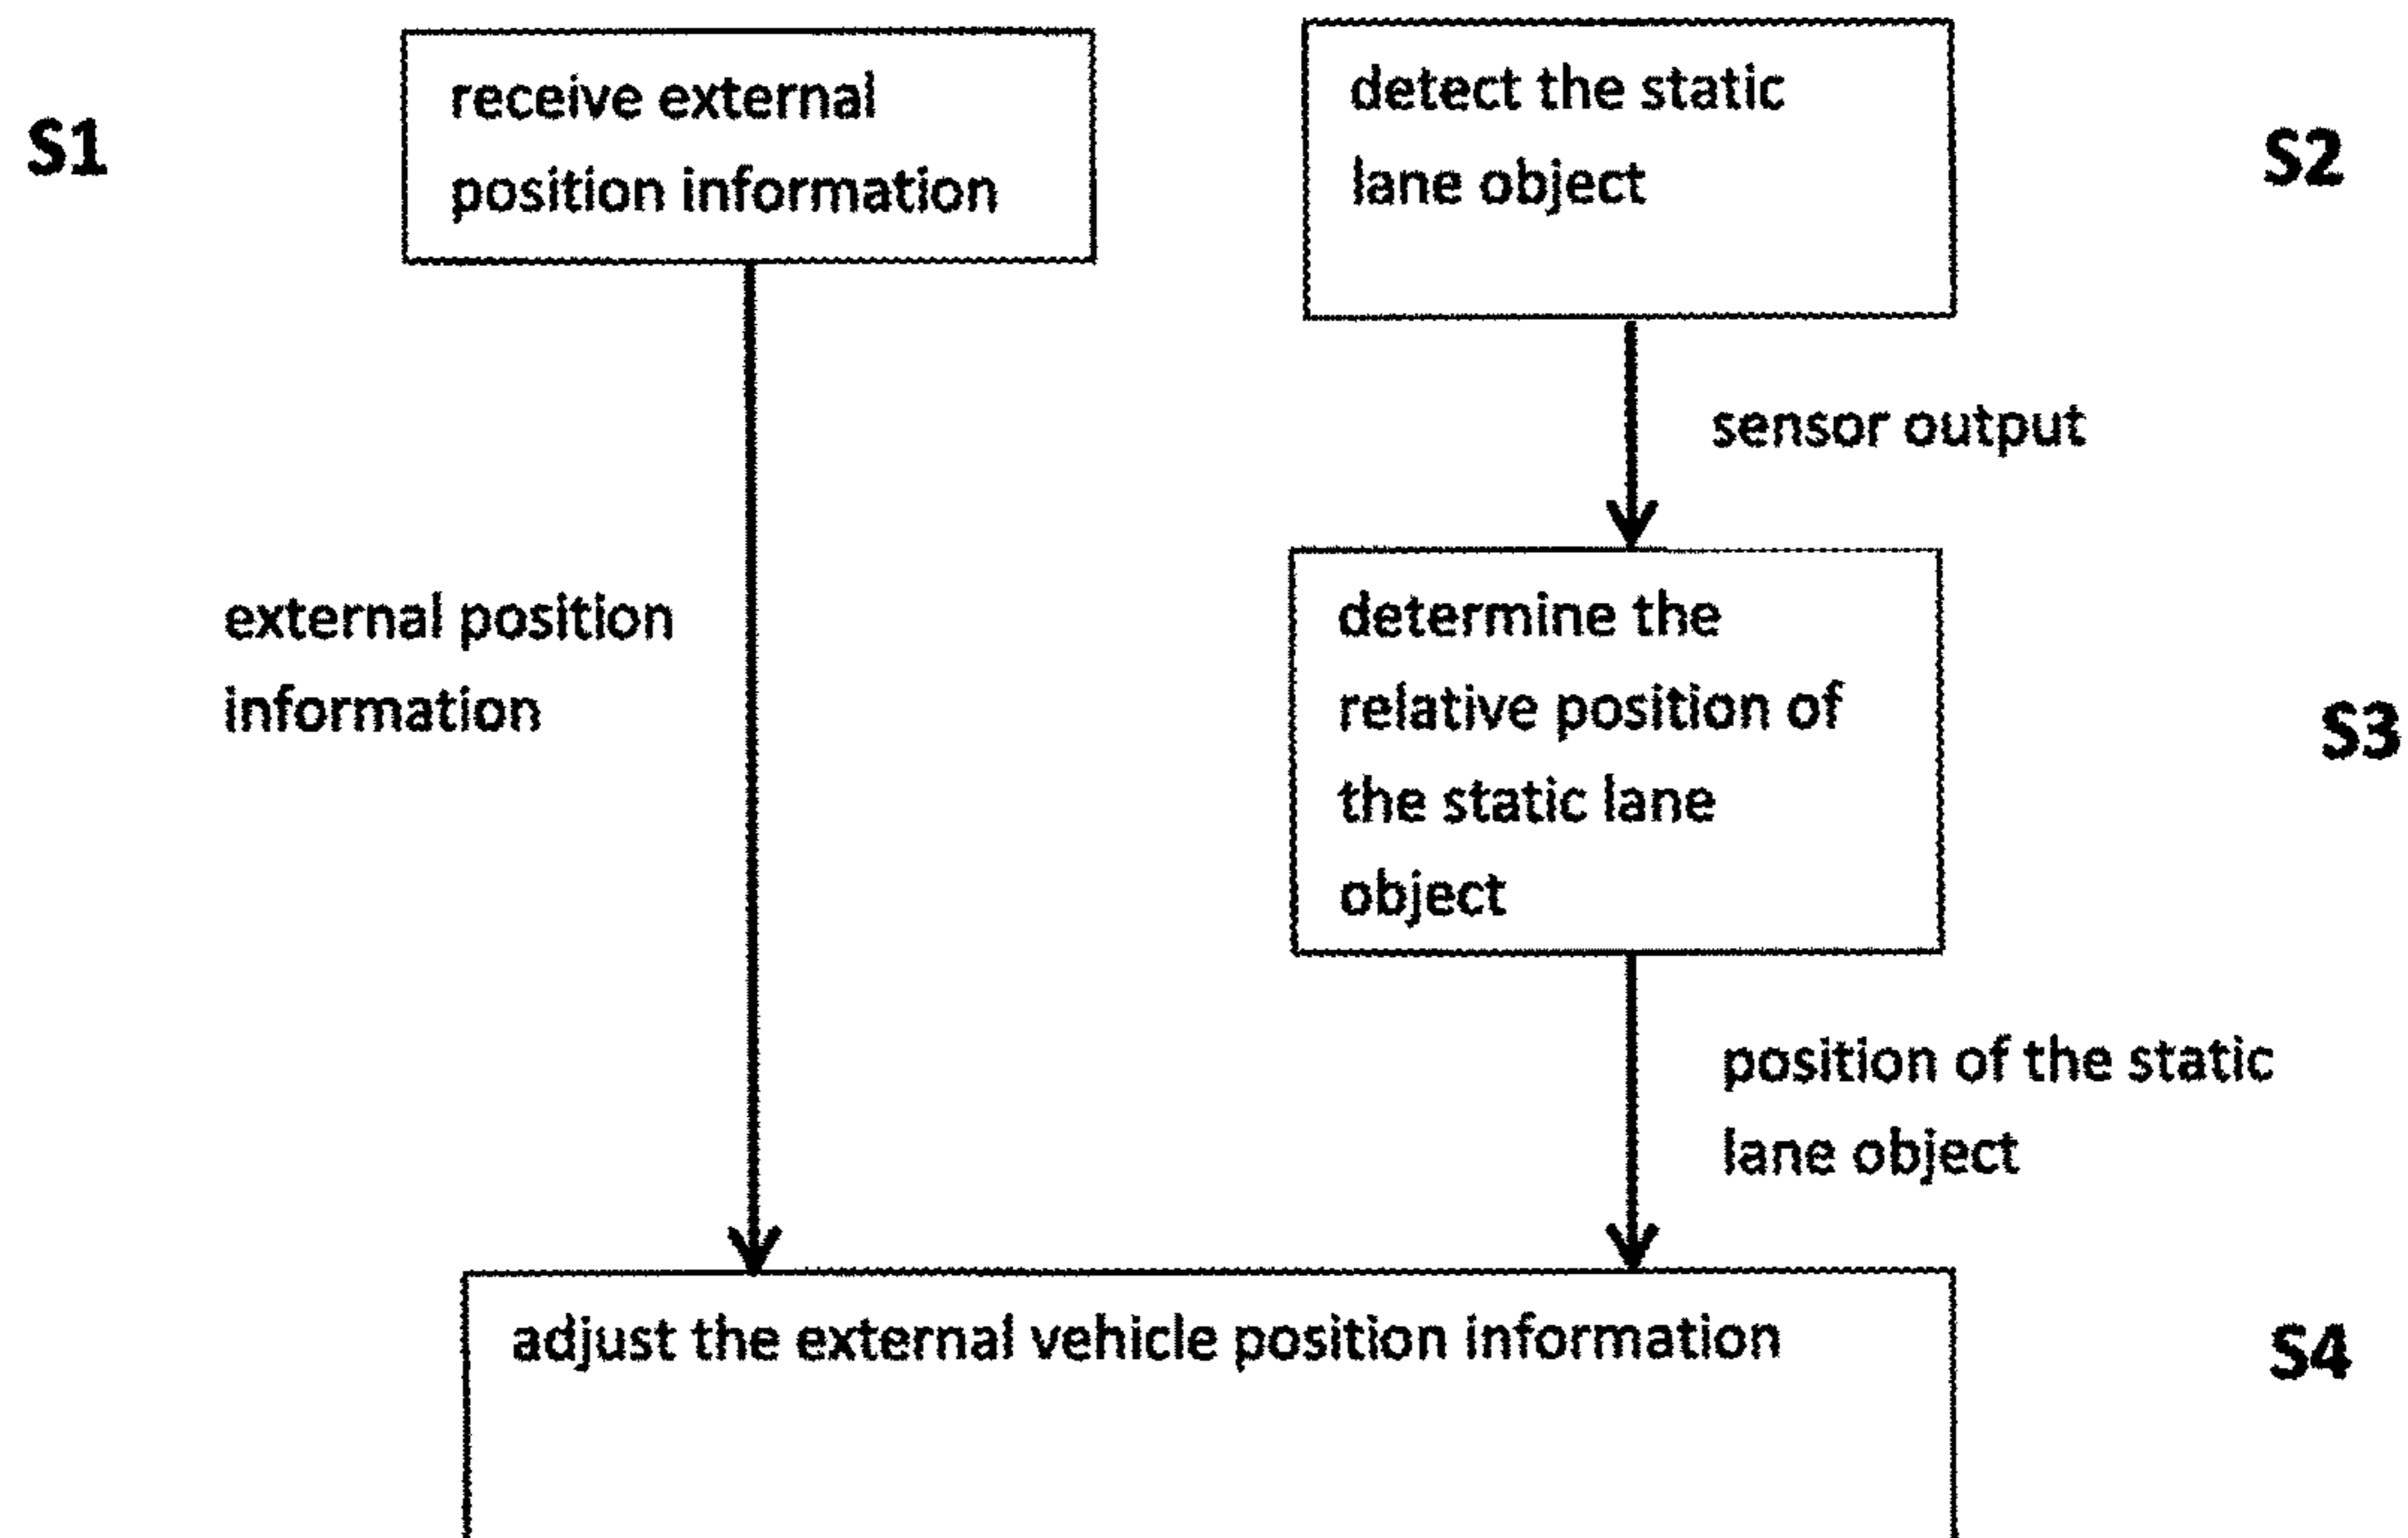 S1
receive external
position information
detect the static
lane object
S2
sensor output
external position
information
determine the
relative position of
the static lane
object
S3
position of the static
lane object
adjust the external vehicle position information
S4